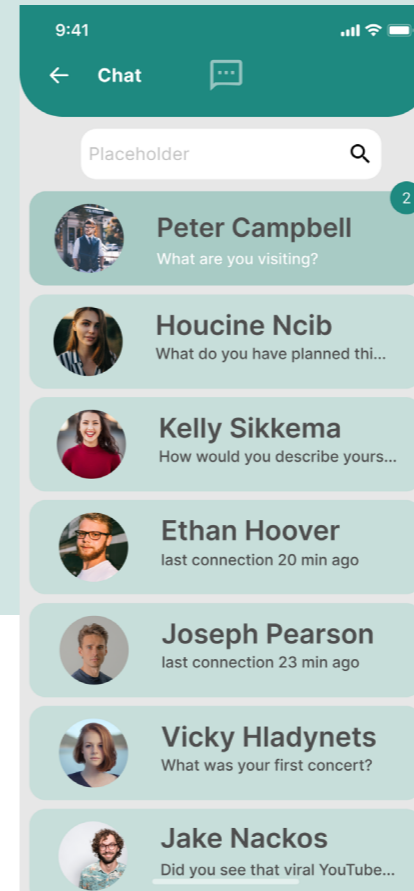 9:41
Chat
Placeholder
2
Peter Campbell
What are you visiting?
Houcine Ncib
What do you have planned thi...
Kelly Sikkema
How would you describe yours...
Ethan Hoover
last connection 20 min ago
Joseph Pearson
last connection 23 min ago
Vicky Hladynets
What was your first concert?
Jake Nackos
Did you see that viral YouTube...